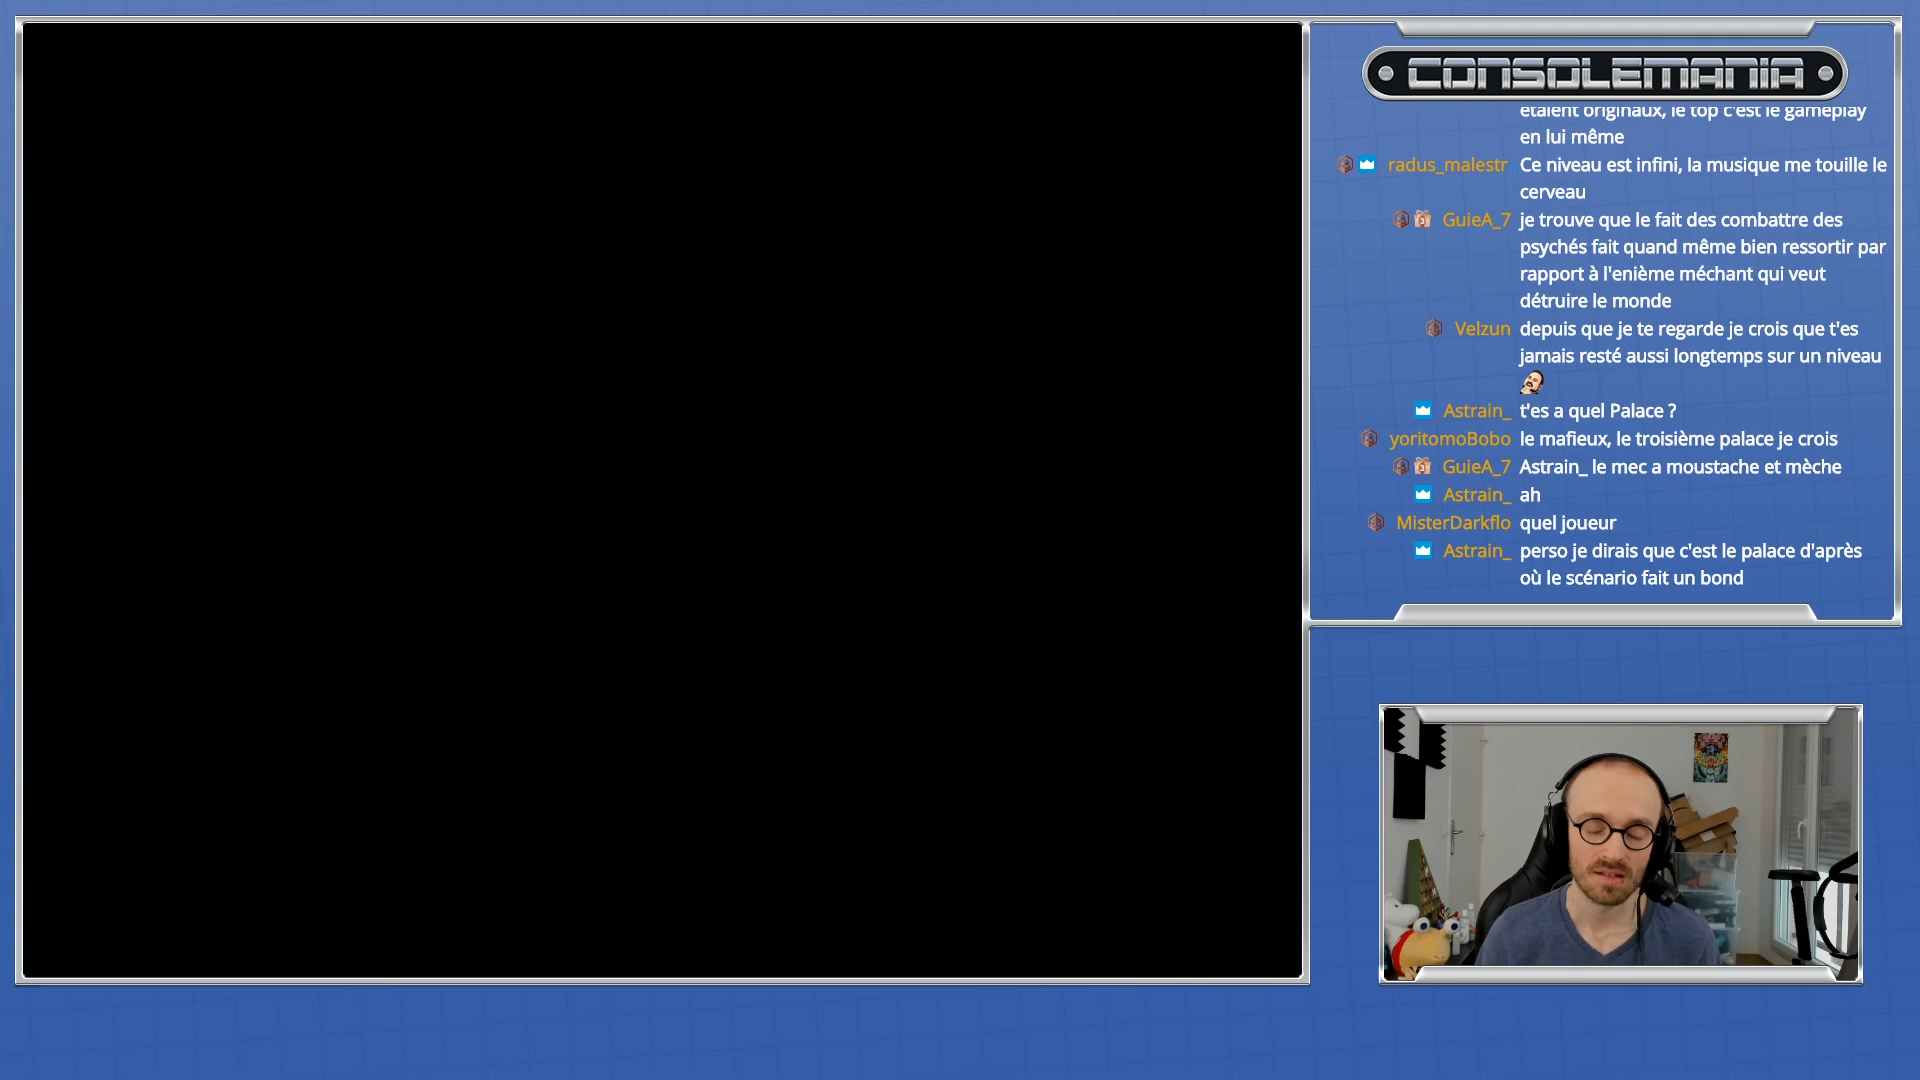 CONSOLEMANIA
étaient originaux, le top c'est le gameplay
en lui même
radus_malestr Ce niveau est infini, la musique me touille le
cerveau
GuieA_7 je trouve que le fait des combattre des
psychés fait quand même bien ressortir par
rapport à l'enième méchant qui veut
détruire le monde
Velzun depuis que je te regarde je crois que t'es
jamais resté aussi longtemps sur un niveau
Astrain_ t'es a quel Palace ?
yoritomoBobo le mafieux, le troisième palace je crois
GuieA_7 Astrain_ le mec a moustache et mèche
Astrain_ ah
MisterDarkflo quel joueur
Astrain_ perso je dirais que c'est le palace d'après
où le scénario fait un bond